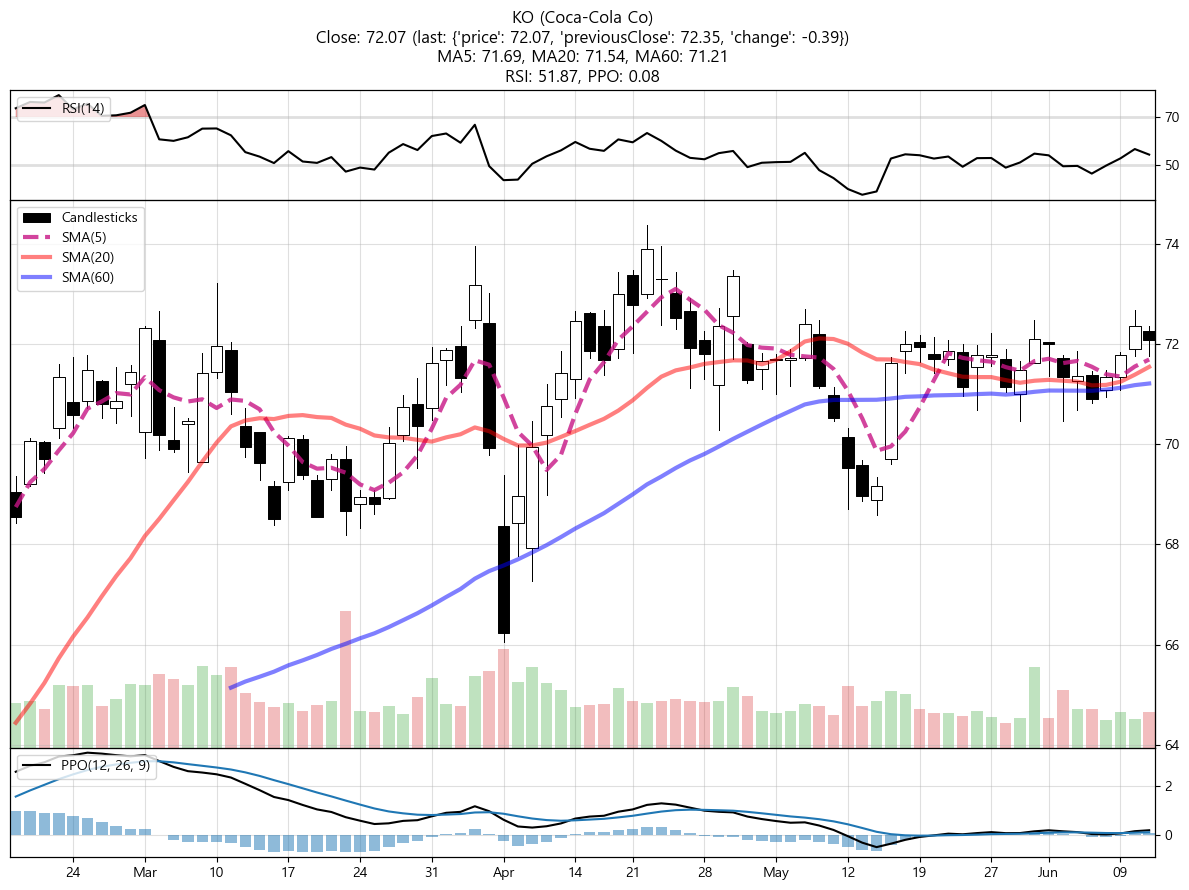 KO (Coca-Cola Co)
Close: 72.07 (last: {'price': 72.07, 'previousClose': 72.35, 'change': -0.39})
MA5: 71.69, MA20: 71.54, MA60: 71.21
RSI: 51.87, PPO: 0.08
RSI(14)
70
50
Candlesticks
SMA(5)
SMA(20)
SMA(60)
74
72
70
68
66
64
PPO(12, 26, 9)
2
0
24 Mar 10 17 24 31 Apr 14 21 28 May 12 19 27 Jun 09